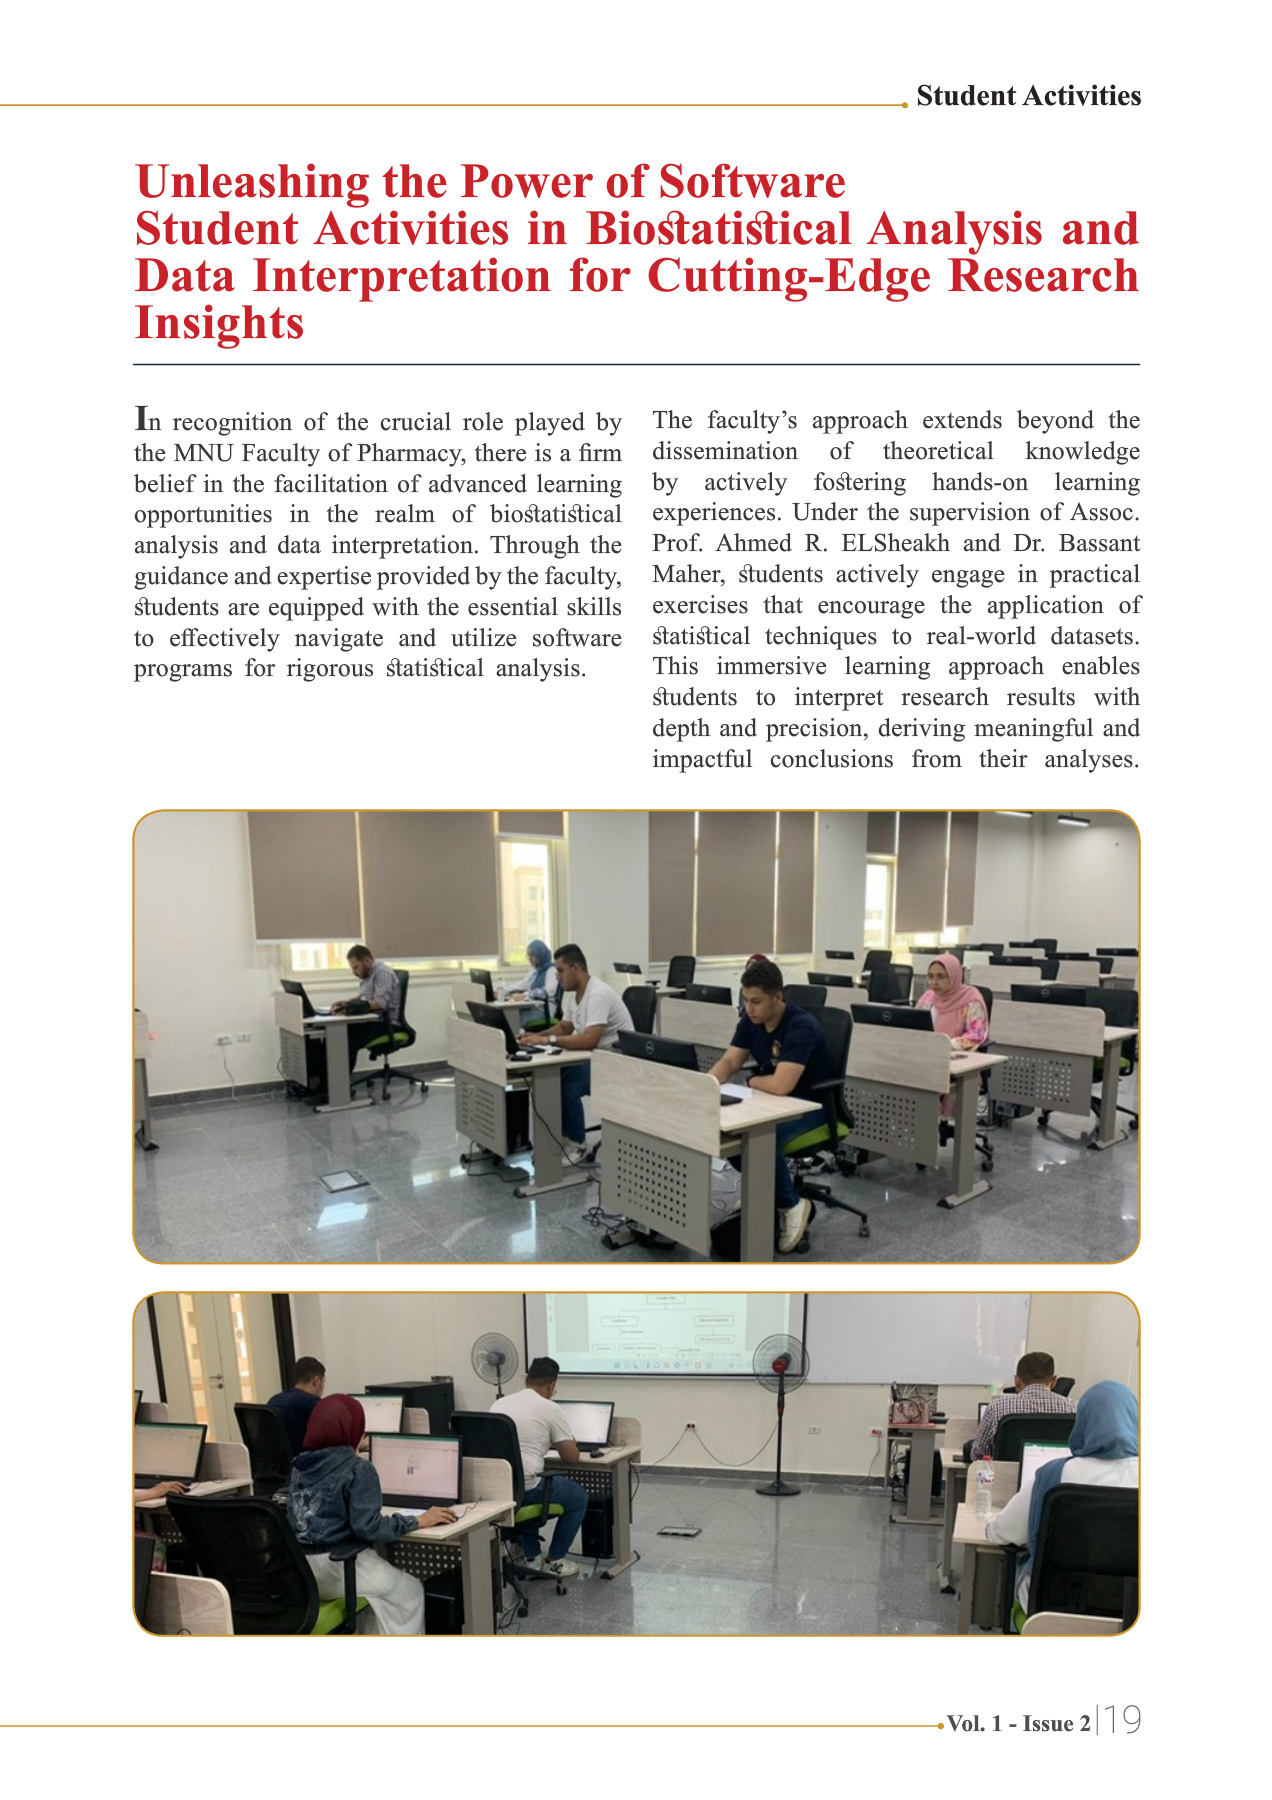 Student Activities
Unleashing the Power of Software
Student Activities in Biostatistical Analysis and
Data Interpretation for Cutting-Edge Research
Insights
In recognition of the crucial role played by
the MNU Faculty of Pharmacy, there is a firm
belief in the facilitation of advanced learning
opportunities in the realm of biostatistical
analysis and data interpretation. Through the
guidance and expertise provided by the faculty,
students are equipped with the essential skills
to effectively navigate and utilize software
programs for rigorous statistical analysis.
The faculty’s approach extends beyond the
dissemination of theoretical knowledge
by actively fostering hands-on learning
experiences. Under the supervision of Assoc.
Prof. Ahmed R. ELSheakh and Dr. Bassant
Maher, students actively engage in practical
exercises that encourage the application of
statistical techniques to real-world datasets.
This immersive learning approach enables
students to interpret research results with
depth and precision, deriving meaningful and
impactful conclusions from their analyses.
Vol. 1 - Issue 2|19